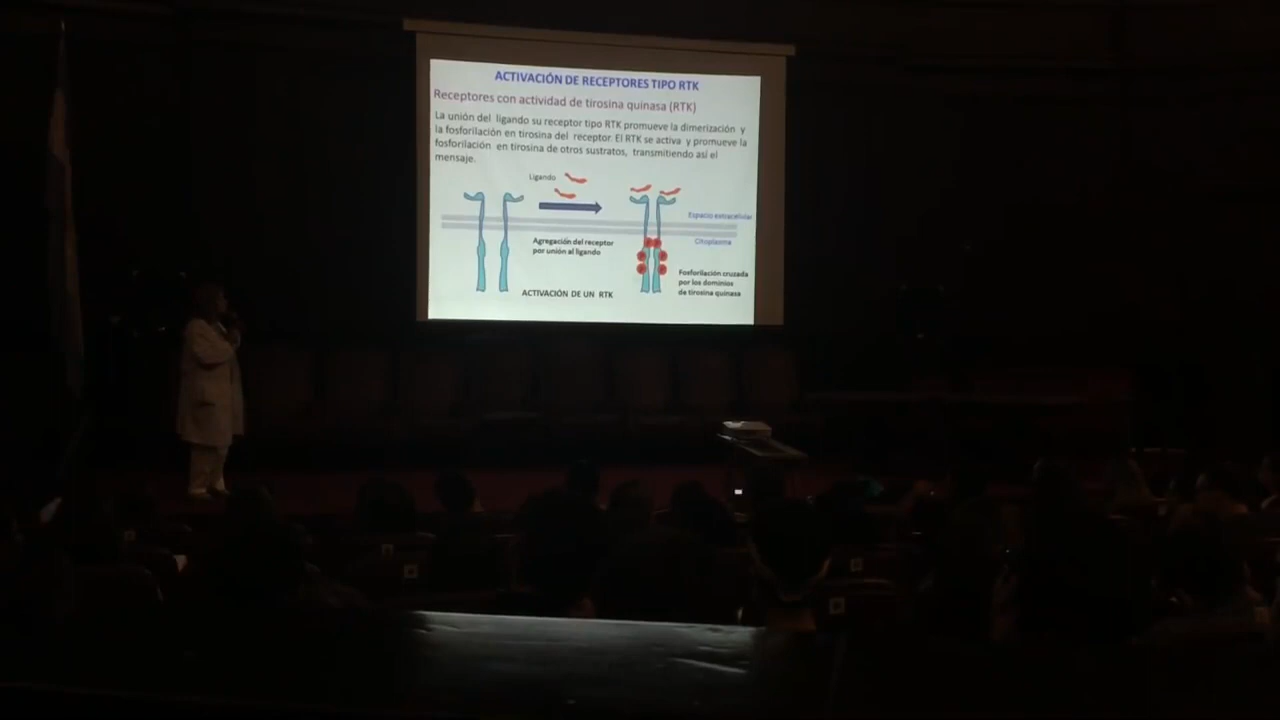 ACTIVACIÓN DE RECEPTORES TIPO RTK
Receptores con actividad de tirosina quinasa (RTK)
La unión del ligando su receptor tipo RTK promueve la dimerización y
la fosforilación en tirosina del receptor. El RTK se activa y promueve la
fosforilación en tirosina de otros sustratos, transmitiendo así el
mensaje.
Ligando
Espacio extracelular
Citoplasma
Agregación del receptor
por unión al ligando
Fosforilación cruzada
por los dominios
de tirosina quinasa
ACTIVACIÓN DE UN RTK